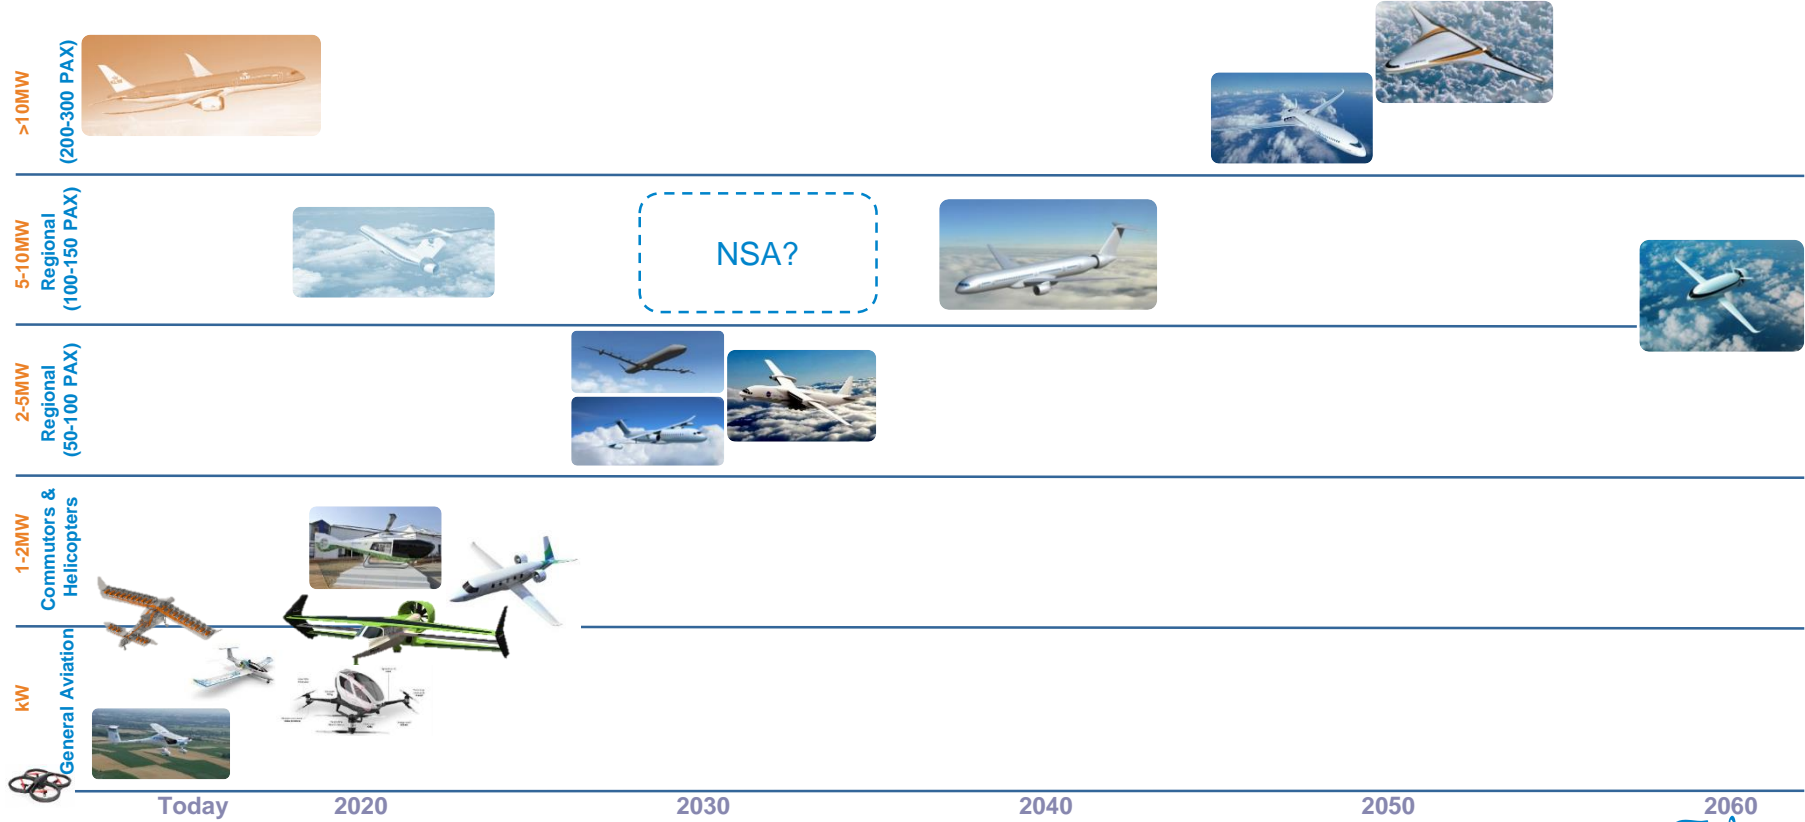 >10MW
(200-300 PAX)
5-10MW
Regional
(100-150 PAX)
NSA?
2-5MW
Regional
(50-100 PAX)
1-2MW
Commutors &
Helicopters
kW
General Aviation
Today 2020 2030 2040 2050 2060